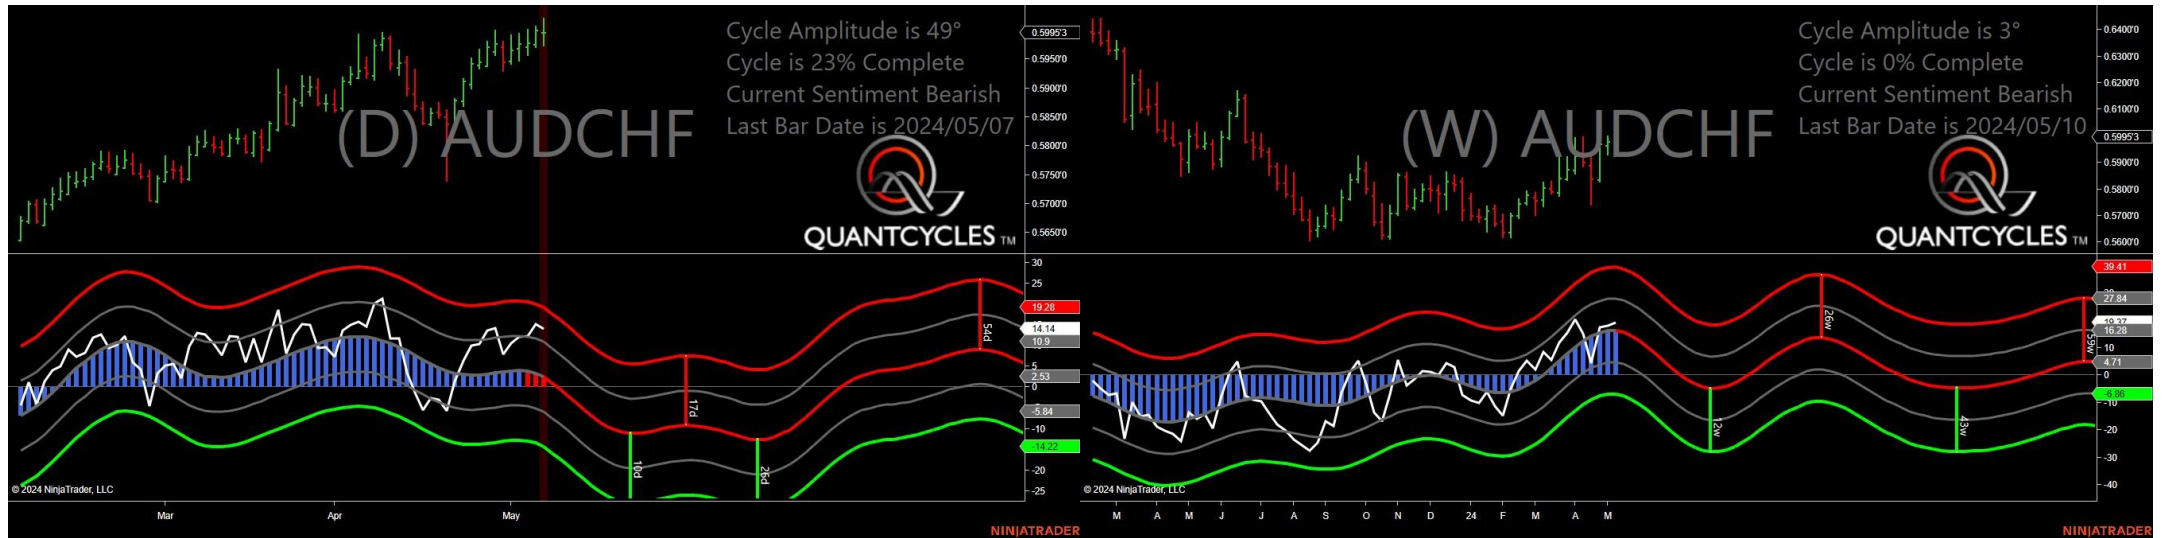 Cycle Amplitude is 49°
Cycle is 23% Complete
Current Sentiment Bearish
Last Bar Date is 2024/05/07
(D) AUDCHF
QUANTCYCLES TM
0.5995'3
0.5950'0
0.5900'0
0.5850'0
0.5800'0
0.5750'0
0.5700'0
0.5650'0
30
25
19.28
14.14
10.9
5
2.53
0
-5.84
-10
-14.22
-20
-25
10d
17d
26d
54d
© 2024 NinjaTrader, LLC
Mar
Apr
May
NINJATRADER
Cycle Amplitude is 3°
Cycle is 0% Complete
Current Sentiment Bearish
Last Bar Date is 2024/05/10
(W) AUDCHF
QUANTCYCLES TM
0.6400'0
0.6300'0
0.6200'0
0.6100'0
0.5995'3
0.5900'0
0.5800'0
0.5700'0
0.5600'0
39.41
27.84
19.37
16.28
10
4.71
0
-6.86
-10
-20
-30
-40
12w
26w
43w
59w
© 2024 NinjaTrader, LLC
M
A
M
J
J
A
S
O
N
D
24
F
M
A
M
NINJATRADER